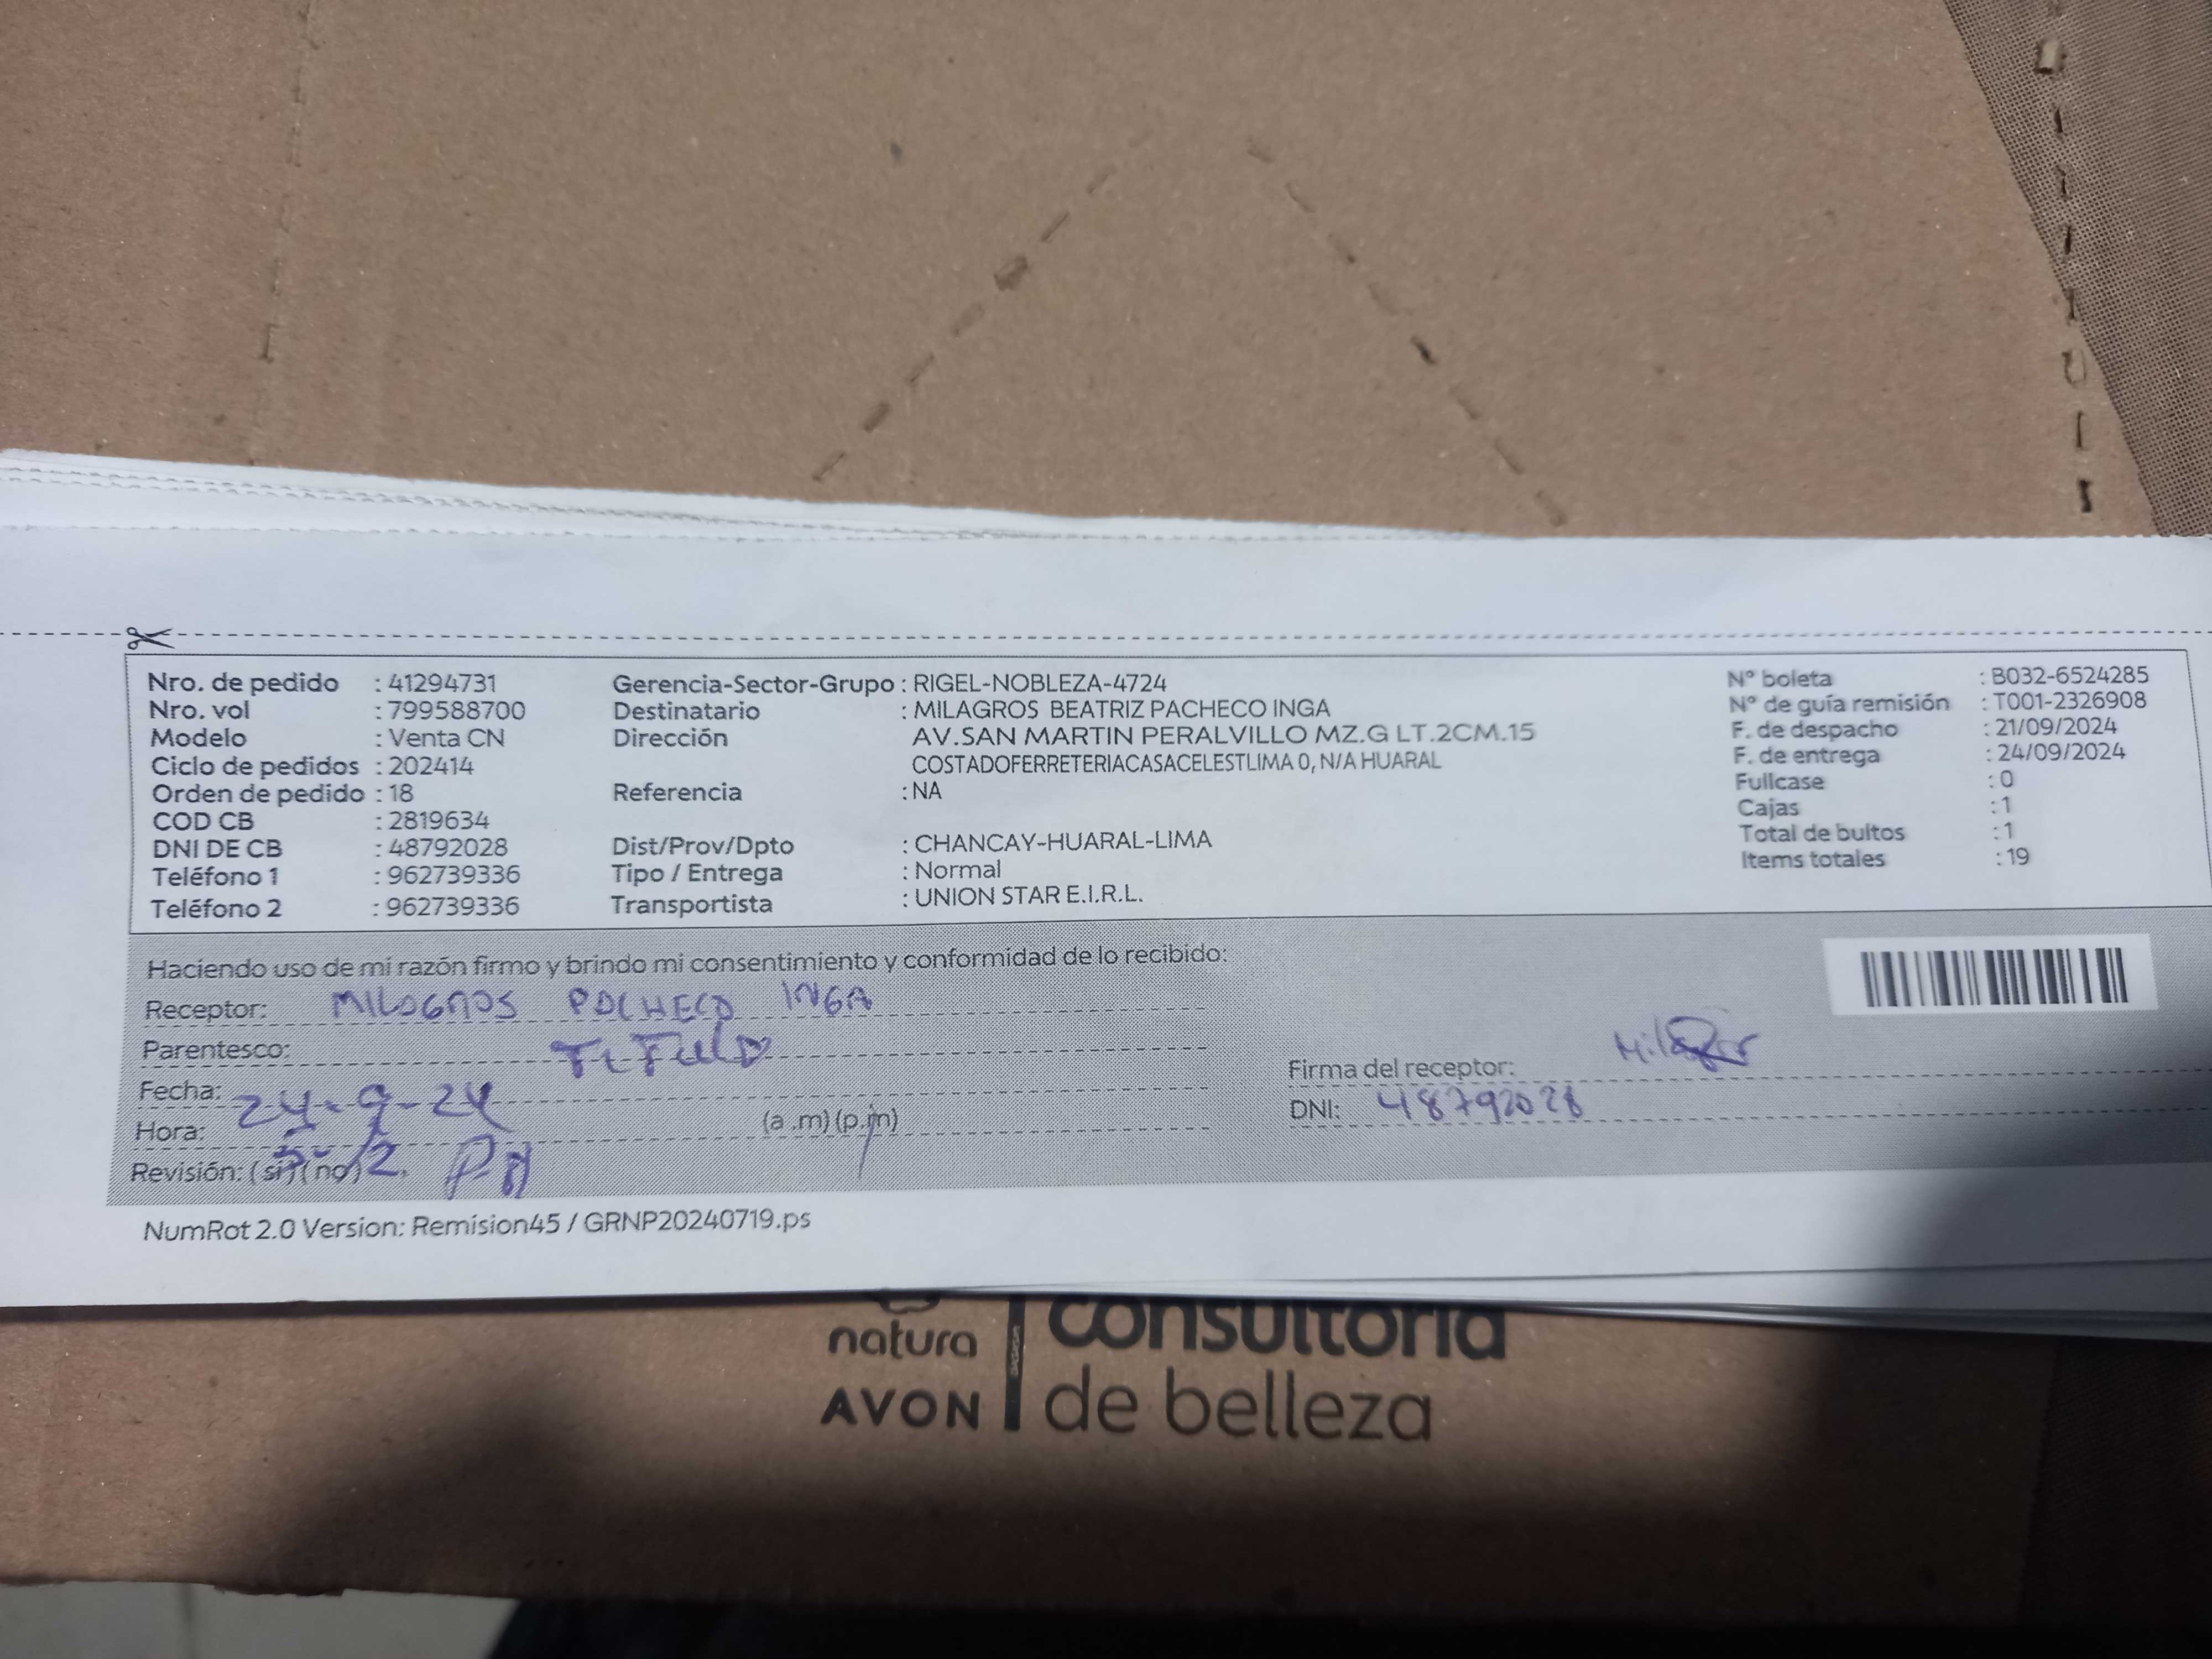 Nro. de pedido : 41294731 Gerencia-Sector-Grupo : RIGEL-NOBLEZA-4724 N° boleta : B032-6524285
Nro. vol : 799588700 Destinatario : MILAGROS BEATRIZ PACHECO INGA N° de guía remisión : T001-2326908
Modelo : Venta CN Dirección AV.SAN MARTIN PERALVILLO MZ.G LT.2CM.15 F. de despacho : 21/09/2024
Ciclo de pedidos : 202414 COSTADOFERRETERIACASACELESTLIMA 0, N/A HUARAL F. de entrega : 24/09/2024
Orden de pedido : 18 Referencia : NA Fullcase : 0
COD CB : 2819634 Cajas : 1
DNI DE CB : 48792028 Dist/Prov/Dpto : CHANCAY-HUARAL-LIMA Total de bultos : 1
Teléfono 1 : 962739336 Tipo / Entrega : Normal Items totales : 19
Teléfono 2 : 962739336 Transportista : UNION STAR E.I.R.L.
Haciendo uso de mi razón firmo y brindo mi consentimiento y conformidad de lo recibido:
Receptor: MILAGROS PACHECO INGA
Parentesco:
Firma del receptor:
Fecha: 24-9-24
DNI: 48792028
Hora: (a .m) (p.m)
Revisión: ( si ) ( no )
NumRot 2.0 Version: Remision45 / GRNP20240719.ps
natura consultoría
AVON de belleza